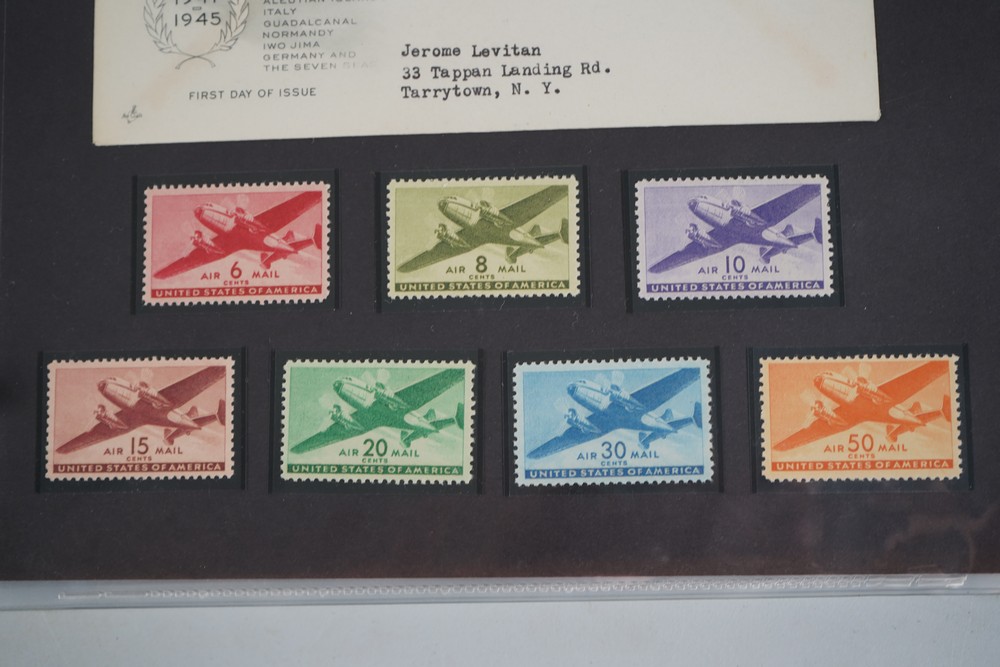 1945
ITALY
GUADALCANAL
NORMANDY
IWO JIMA
GERMANY AND
THE SEVEN
FIRST DAY OF ISSUE
Jerome Levitan
33 Tappan Landing Rd.
Tarrytown, N. Y.
AIR 6 MAIL
CENTS
UNITED STATES OF AMERICA
AIR 8 MAIL
CENTS
UNITED STATES OF AMERICA
AIR 10 MAIL
CENTS
UNITED STATES OF AMERICA
AIR 15 MAIL
CENTS
UNITED STATES OF AMERICA
AIR 20 MAIL
CENTS
UNITED STATES OF AMERICA
AIR 30 MAIL
CENTS
UNITED STATES OF AMERICA
AIR 50 MAIL
CENTS
UNITED STATES OF AMERICA